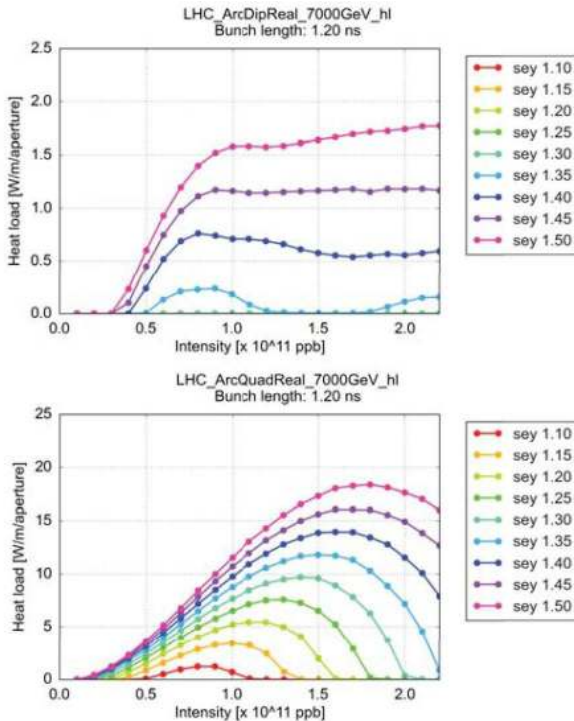 LHC_ArcDipReal_7000GeV_hl
Bunch length: 1.20 ns
2.5
2.0
1.5
1.0
0.5
0.0
Heat load [W/m/aperture]
0.0 0.5 1.0 1.5 2.0
Intensity [x 10^11 ppb]
sey 1.10
sey 1.15
sey 1.20
sey 1.25
sey 1.30
sey 1.35
sey 1.40
sey 1.45
sey 1.50
LHC_ArcQuadReal_7000GeV_hl
Bunch length: 1.20 ns
25
20
15
10
5
0
Heat load [W/m/aperture]
0.0 0.5 1.0 1.5 2.0
Intensity [x 10^11 ppb]
sey 1.10
sey 1.15
sey 1.20
sey 1.25
sey 1.30
sey 1.35
sey 1.40
sey 1.45
sey 1.50